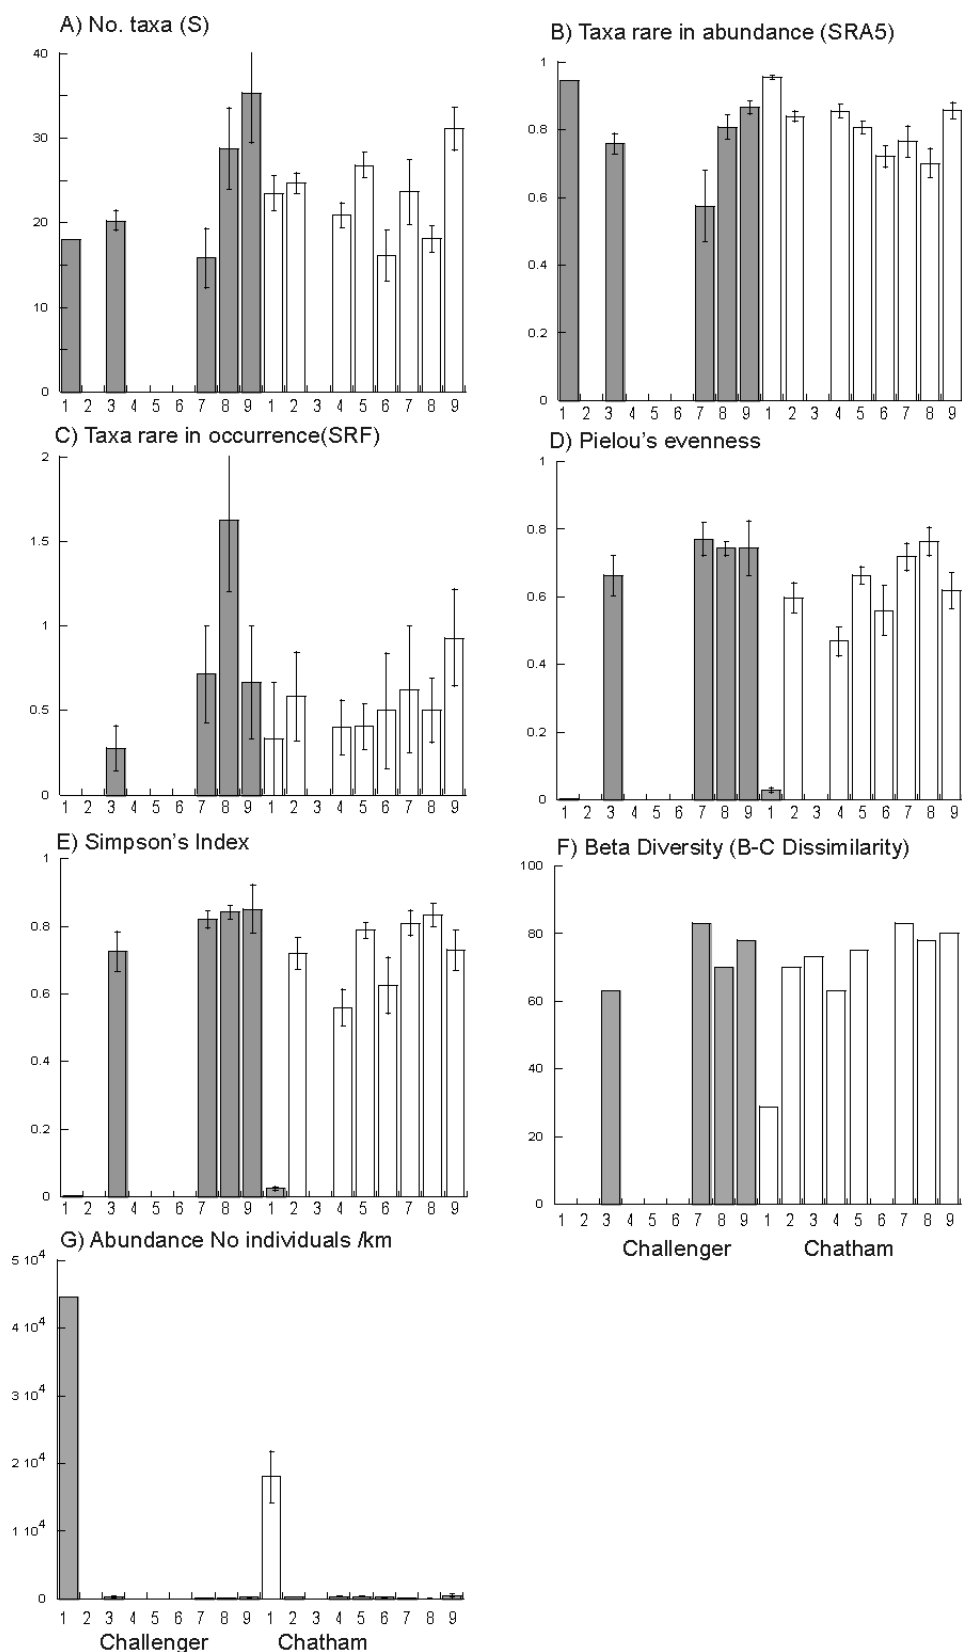 A) No. taxa (S)
40
30
20
10
0
1 2 3 4 5 6 7 8 9 1 2 3 4 5 6 7 8 9
B) Taxa rare in abundance (SRA5)
1
0.8
0.6
0.4
0.2
0
1 2 3 4 5 6 7 8 9 1 2 3 4 5 6 7 8 9
C) Taxa rare in occurrence(SRF)
2
1.5
1
0.5
0
1 2 3 4 5 6 7 8 9 1 2 3 4 5 6 7 8 9
D) Pielou's evenness
1
0.8
0.6
0.4
0.2
0
1 2 3 4 5 6 7 8 9 1 2 3 4 5 6 7 8 9
E) Simpson's Index
1
0.8
0.6
0.4
0.2
0
1 2 3 4 5 6 7 8 9 1 2 3 4 5 6 7 8 9
F) Beta Diversity (B-C Dissimilarity)
100
80
60
40
20
0
1 2 3 4 5 6 7 8 9 1 2 3 4 5 6 7 8 9
Challenger Chatham
G) Abundance No individuals /km
5 10⁴
4 10⁴
3 10⁴
2 10⁴
1 10⁴
0
1 2 3 4 5 6 7 8 9 1 2 3 4 5 6 7 8 9
Challenger Chatham